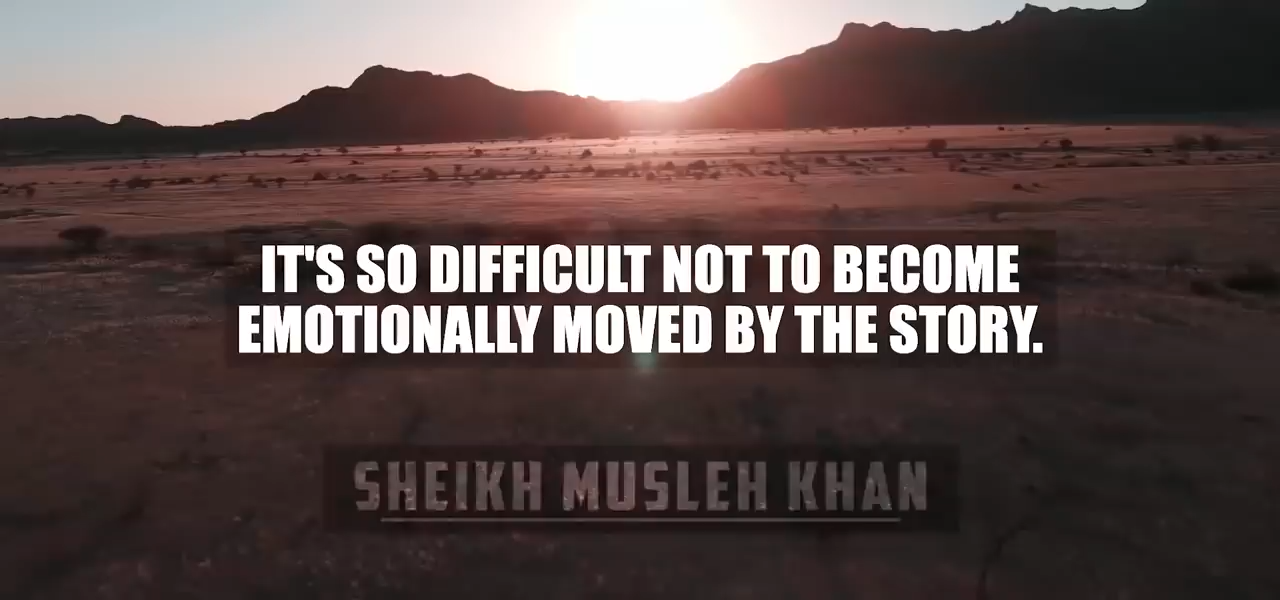 IT'S SO DIFFICULT NOT TO BECOME
EMOTIONALLY MOVED BY THE STORY.
SHEIKH MUSLEH KHAN